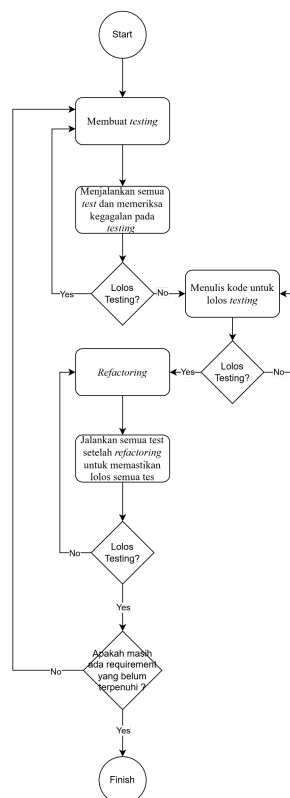 Start
Membuat testing
Menjalankan semua
test dan memeriksa
kegagalan pada
testing
Lolos
Testing?
Yes
No
Menulis kode untuk
lolos testing
Lolos
Testing?
Yes
No
Refactoring
Jalankan semua test
setelah refactoring
untuk memastikan
lolos semua tes
Lolos
Testing?
No
Yes
Apakah masih
ada requirement
yang belum
terpenuhi ?
No
Yes
Finish